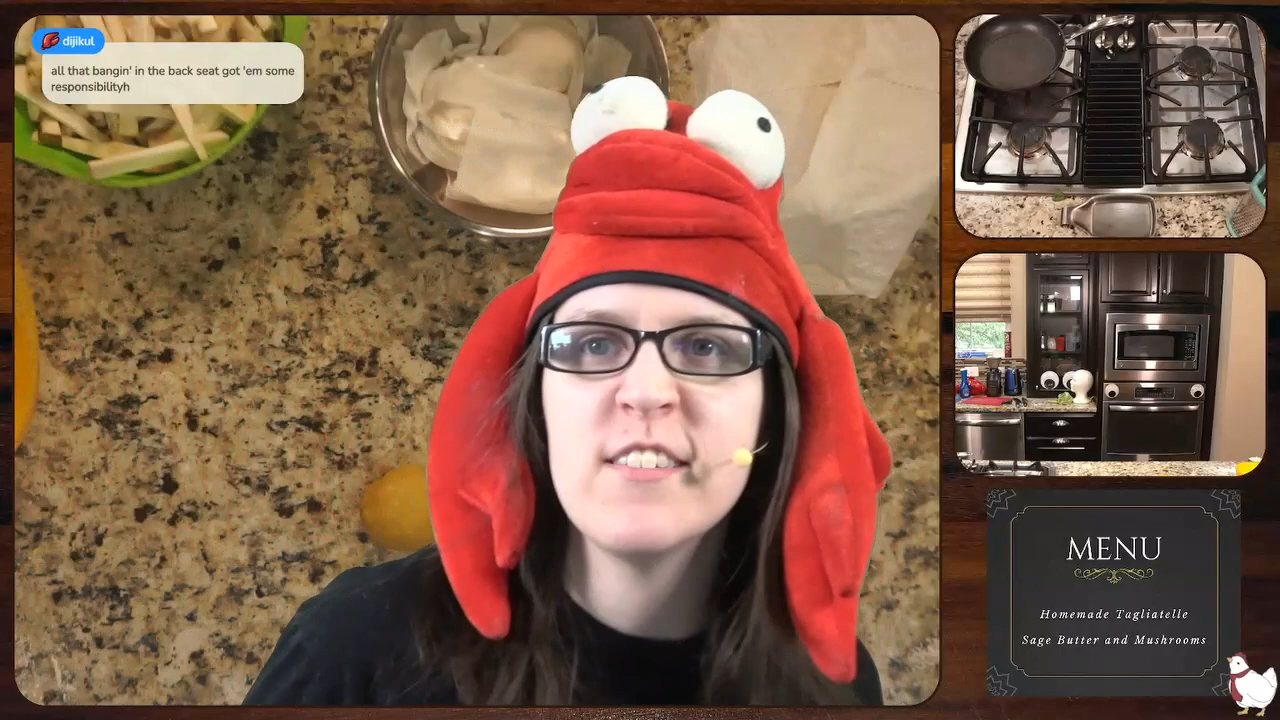 dijikul
all that bangin' in the back seat got 'em some
responsibilityh
MENU
Homemade Tagliatelle
Sage Butter and Mushrooms